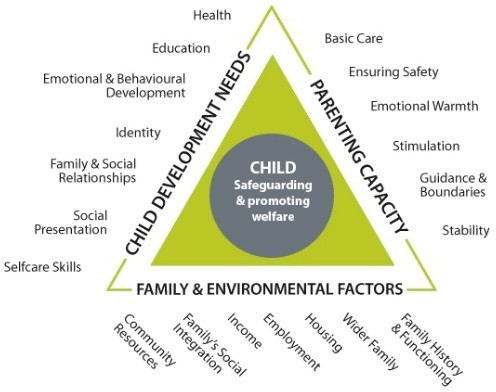 Health
Education
Emotional & Behavioural
Development
Identity
Family & Social
Relationships
Social
Presentation
Selfcare Skills
CHILD DEVELOPMENT NEEDS
CHILD
Safeguarding
& promoting
welfare
PARENTING CAPACITY
Basic Care
Ensuring Safety
Emotional Warmth
Stimulation
Guidance &
Boundaries
Stability
FAMILY & ENVIRONMENTAL FACTORS
Community
Resources
Family's Social
Integration
Income
Employment
Housing
Wider Family
Family History
& Functioning